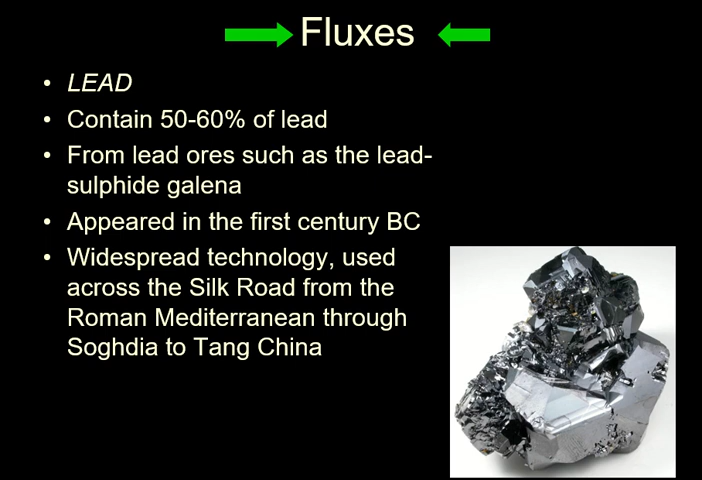 Fluxes
• LEAD
• Contain 50-60% of lead
• From lead ores such as the lead-
sulphide galena
• Appeared in the first century BC
• Widespread technology, used
across the Silk Road from the
Roman Mediterranean through
Soghdia to Tang China